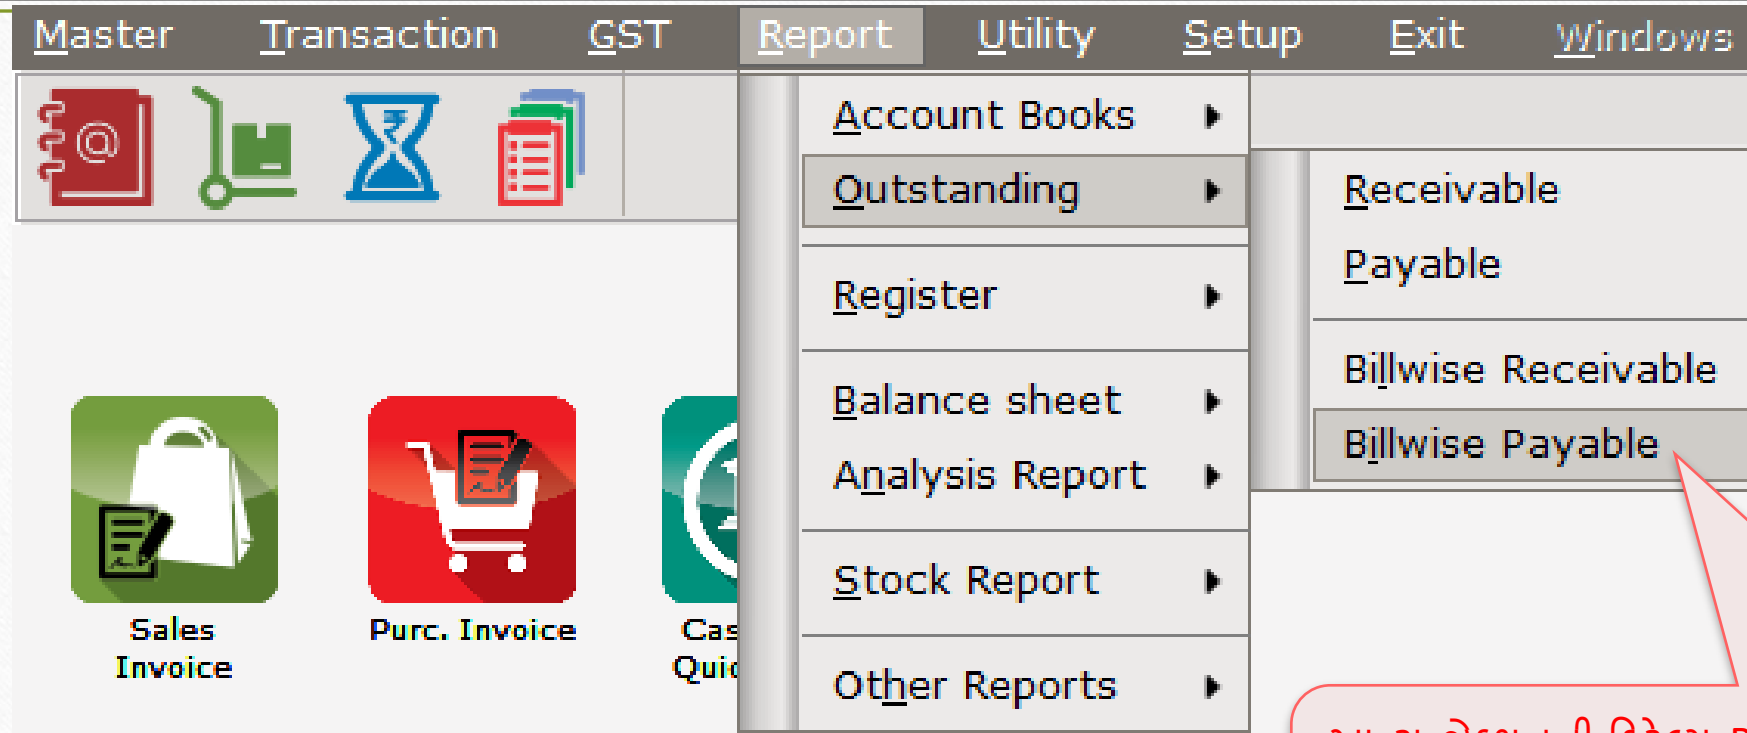 Master Transaction GST Report Utility Setup Exit Windows
@
₹
Account Books
Outstanding
Register
Balance sheet
Analysis Report
Stock Report
Other Reports
Receivable
Payable
Billwise Receivable
Billwise Payable
Sales
Invoice
Purc. Invoice